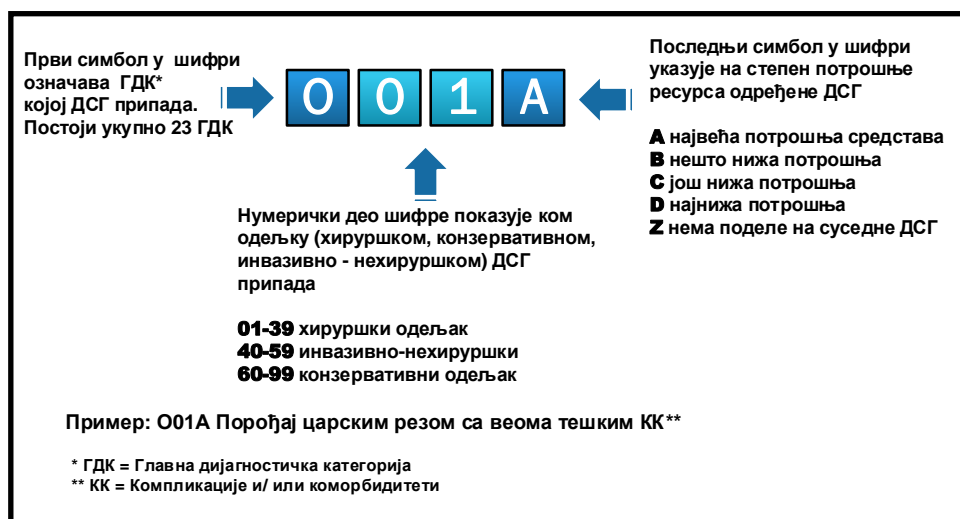 Први симбол у шифри
означава ГДК*
којој ДСГ припада.
Постоји укупно 23 ГДК
O 0 1 A
Последњи симбол у шифри
указује на степен потрошње
ресурса одређене ДСГ
A највећа потрошња средстава
B нешто нижа потрошња
C још нижа потрошња
D најнижа потрошња
Z нема поделе на суседне ДСГ
Нумерички део шифре показује ком
одељку (хируршком, конзервативном,
инвазивно - нехируршком) ДСГ
припада
01-39 хируршки одељак
40-59 инвазивно-нехируршки
60-99 конзервативни одељак
Пример: О01А Порођај царским резом са веома тешким КК**
* ГДК = Главна дијагностичка категорија
** КК = Компликације и/ или коморбидитети